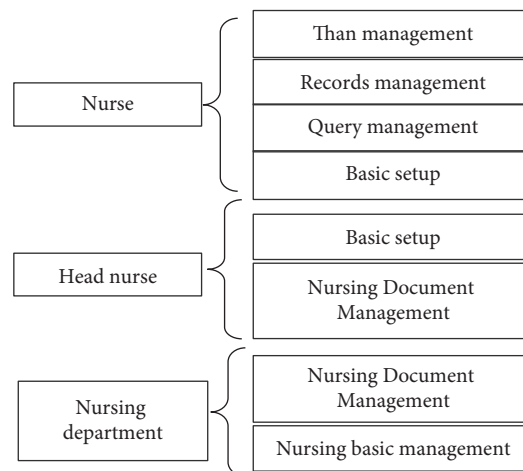 Nurse
Than management
Records management
Query management
Basic setup
Head nurse
Basic setup
Nursing Document
Management
Nursing
department
Nursing Document
Management
Nursing basic management